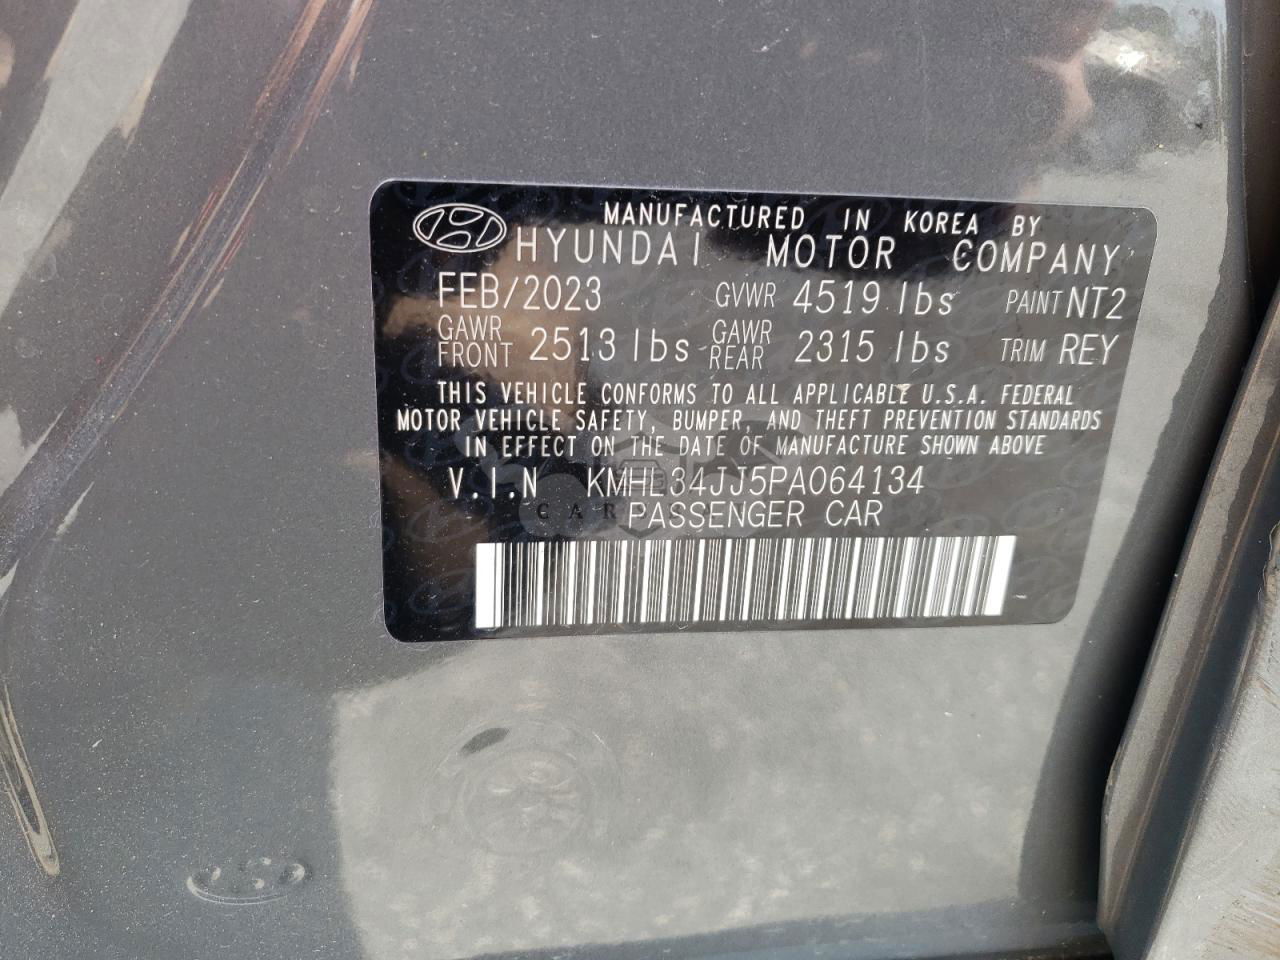 MANUFACTURED IN KOREA BY
HYUNDAI MOTOR COMPANY
FEB/2023 GVWR 4519 lbs PAINT NT2
GAWR FRONT 2513 lbs GAWR REAR 2315 lbs TRIM REY
THIS VEHICLE CONFORMS TO ALL APPLICABLE U.S.A. FEDERAL
MOTOR VEHICLE SAFETY, BUMPER, AND THEFT PREVENTION STANDARDS
IN EFFECT ON THE DATE OF MANUFACTURE SHOWN ABOVE
V.I.N KMHL34JJ5PA064134
PASSENGER CAR